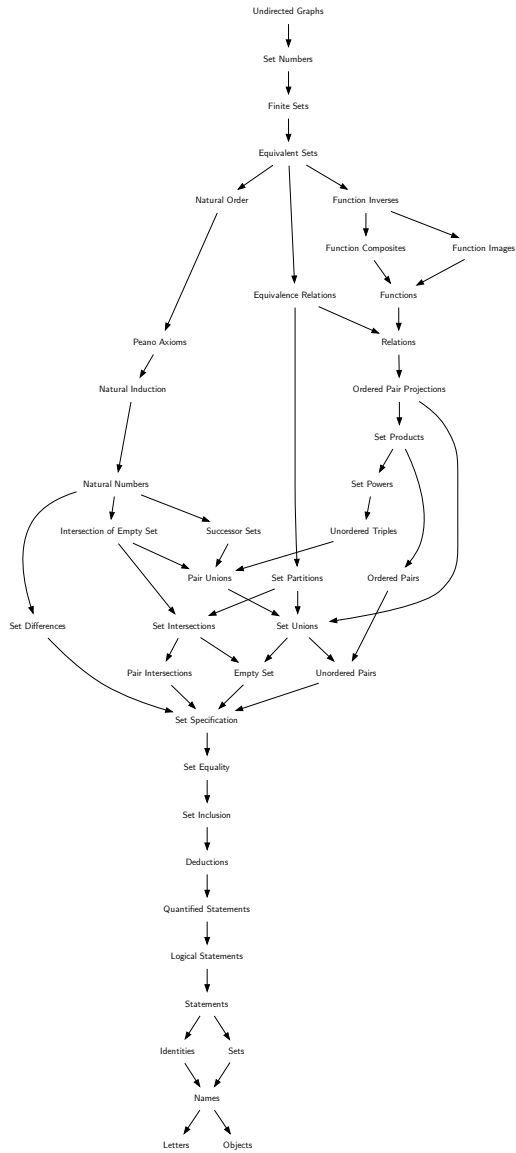 Undirected Graphs
Set Numbers
Finite Sets
Equivalent Sets
Natural Order
Function Inverses
Function Composites
Function Images
Equivalence Relations
Functions
Peano Axioms
Relations
Natural Induction
Ordered Pair Projections
Set Products
Natural Numbers
Set Powers
Intersection of Empty Set
Successor Sets
Unordered Triples
Pair Unions
Set Partitions
Ordered Pairs
Set Differences
Set Intersections
Set Unions
Pair Intersections
Empty Set
Unordered Pairs
Set Specification
Set Equality
Set Inclusion
Deductions
Quantified Statements
Logical Statements
Statements
Identities
Sets
Names
Letters
Objects